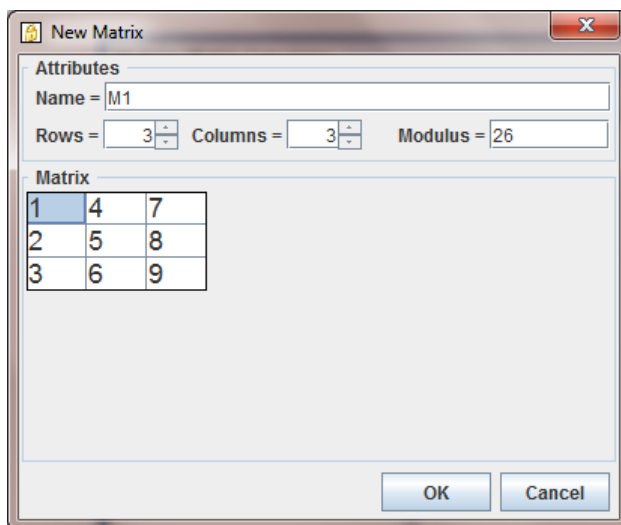 New Matrix
Attributes
Name = M1
Rows = 3 Columns = 3 Modulus = 26
Matrix
1 4 7
2 5 8
3 6 9
OK Cancel